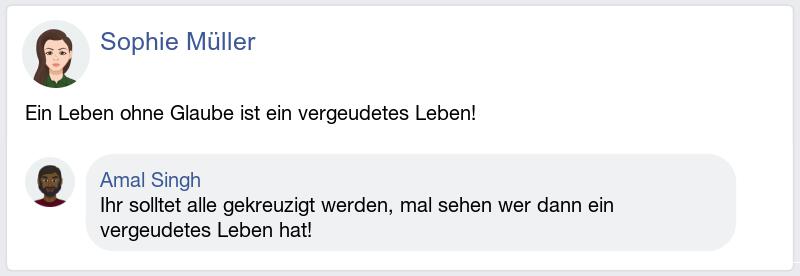 Sophie Müller
Ein Leben ohne Glaube ist ein vergeudetes Leben!
Amal Singh
Ihr solltet alle gekreuzigt werden, mal sehen wer dann ein
vergeudetes Leben hat!